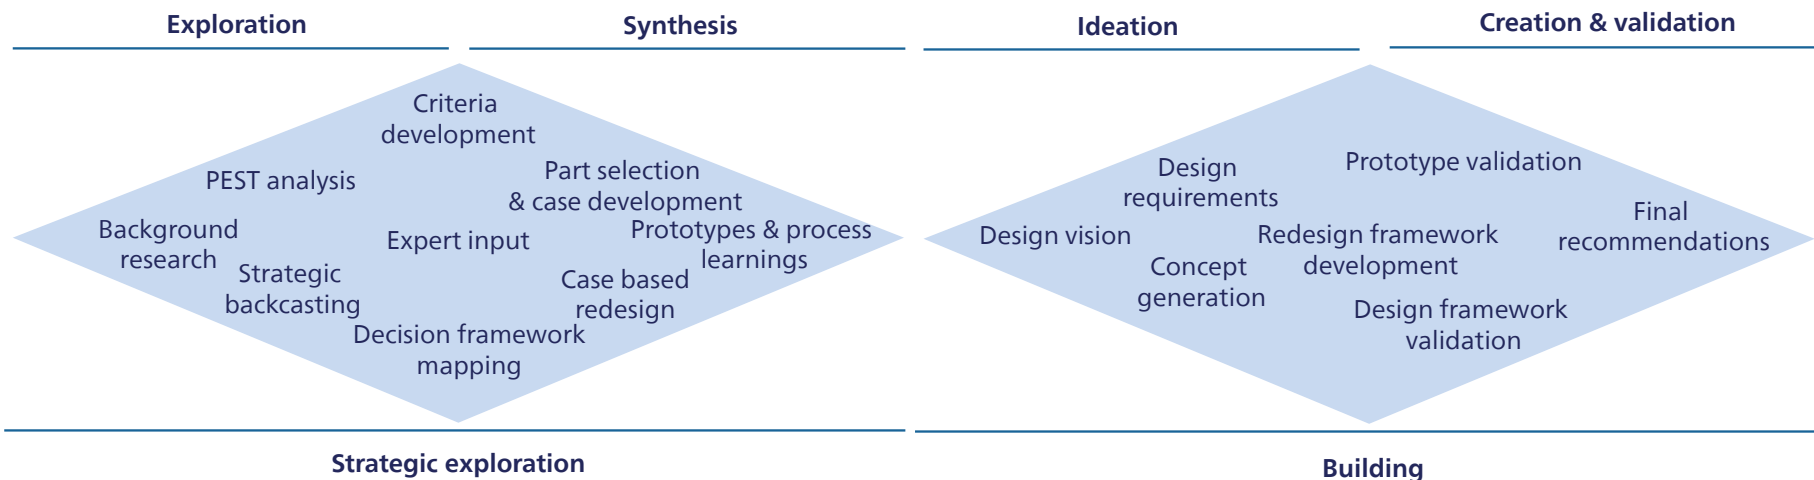 Exploration
Synthesis
Ideation
Creation & validation
Criteria
development
PEST analysis
Part selection
& case development
Background
research
Expert input
Prototypes & process
learnings
Strategic
backcasting
Case based
redesign
Decision framework
mapping
Design
requirements
Prototype validation
Design vision
Redesign framework
development
Final
recommendations
Concept
generation
Design framework
validation
Strategic exploration
Building